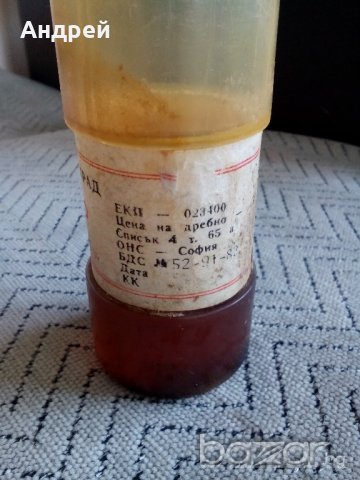 Андрей
РАД
ЕКП — 023400
Цена на дребно —
Списък 4 т. 65 а
ОНС — София
БДС № 52-91-82
Дата
КК
bazar.bg